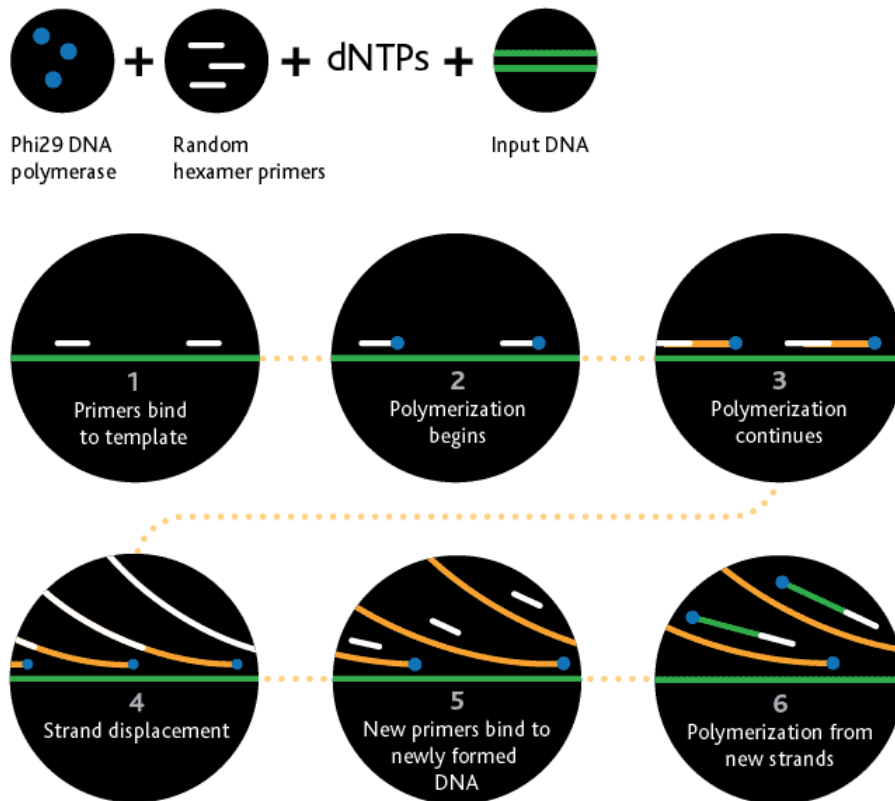 + + dNTPs +
Phi29 DNA
polymerase
Random
hexamer primers
Input DNA
1
Primers bind
to template
2
Polymerization
begins
3
Polymerization
continues
4
Strand displacement
5
New primers bind to
newly formed
DNA
6
Polymerization from
new strands